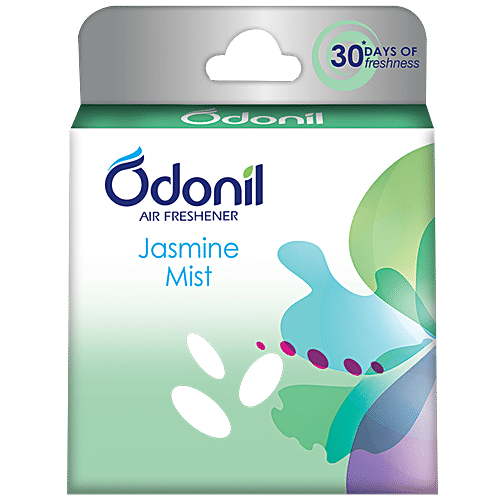 30* DAYS OF
freshness
Odonil
Odonil
AIR FRESHENER
Jasmine
Mist